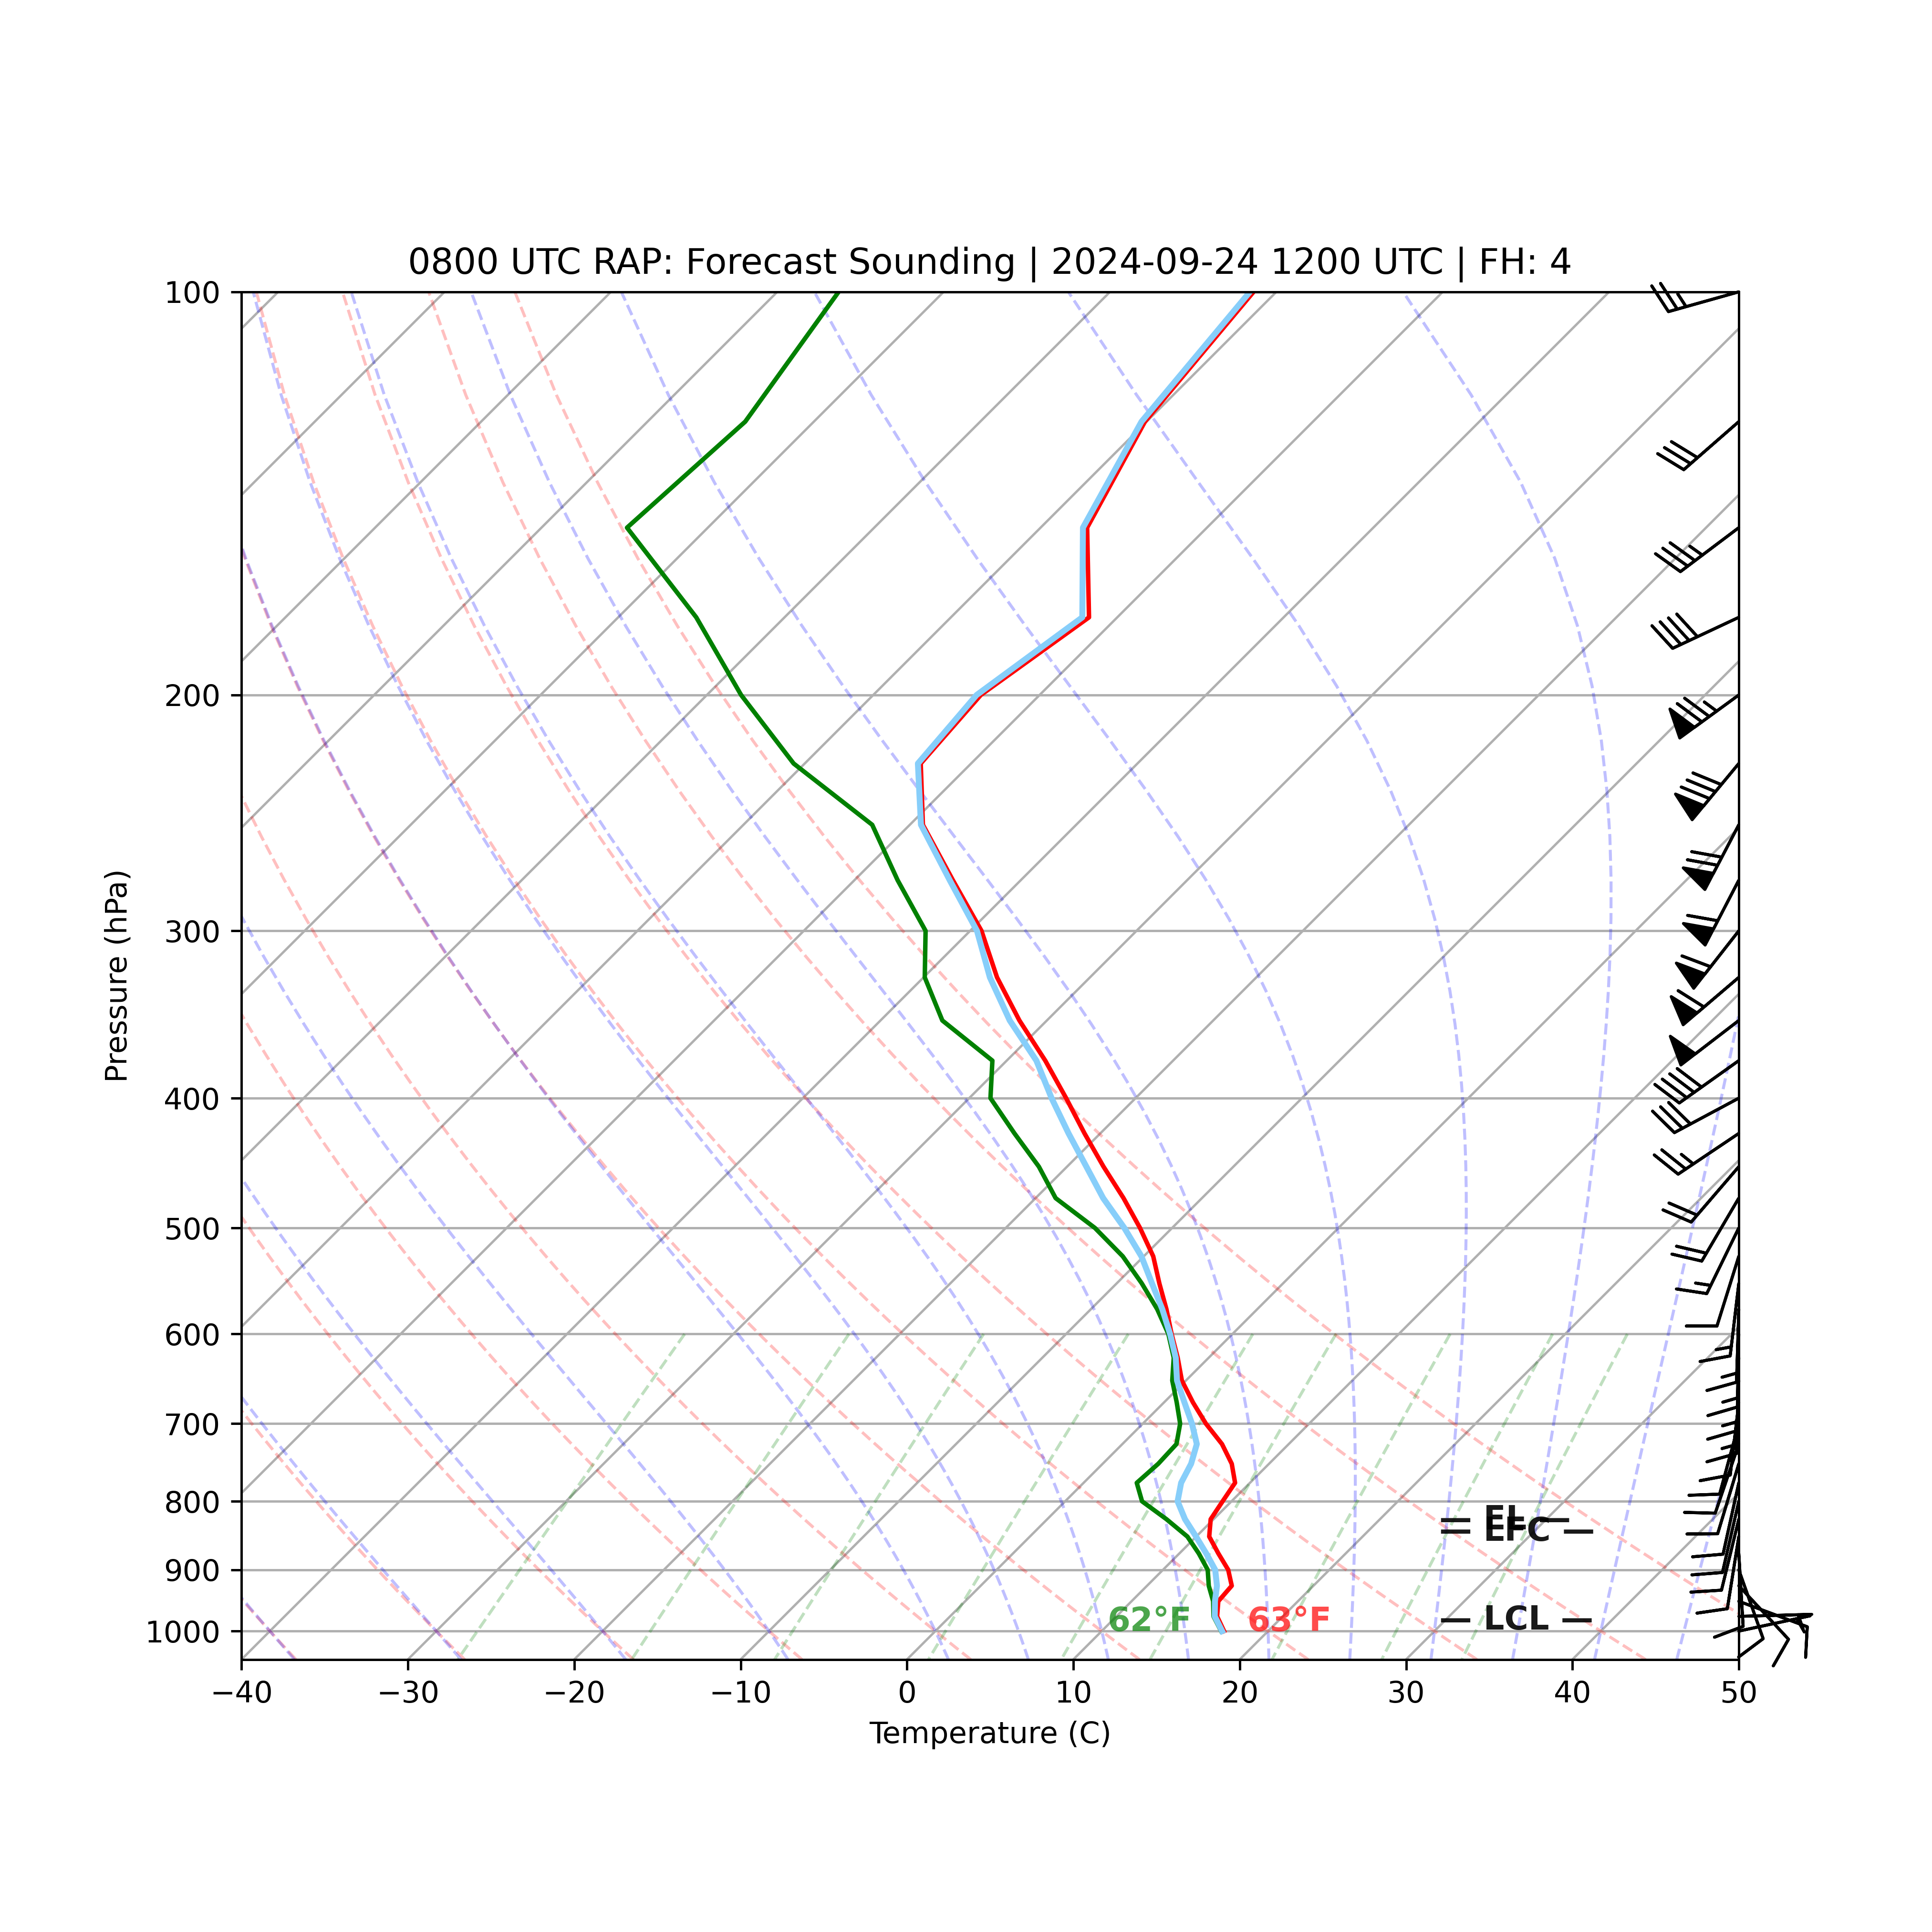 0800 UTC RAP: Forecast Sounding | 2024-09-24 1200 UTC | FH: 4
100
200
300
400
500
600
700
800
900
1000
Pressure (hPa)
— EL —
— LFC —
— LCL —
62°F
63°F
−40
−30
−20
−10
0
10
20
30
40
50
Temperature (C)